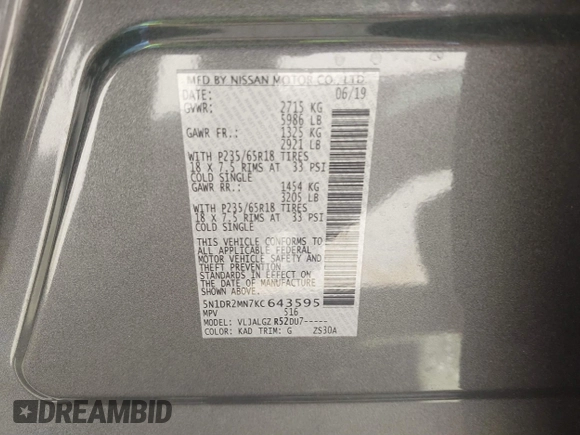 MFD BY NISSAN MOTOR CO., LTD.
DATE: 06/19
GVWR: 2715 KG
5986 LB
GAWR FR.: 1325 KG
2921 LB
WITH P235/65R18 TIRES
18 X 7.5 RIMS AT 33 PSI
COLD SINGLE
GAWR RR.: 1454 KG
3205 LB
WITH P235/65R18 TIRES
18 X 7.5 RIMS AT 33 PSI
COLD SINGLE
THIS VEHICLE CONFORMS TO
ALL APPLICABLE FEDERAL
MOTOR VEHICLE SAFETY AND
THEFT PREVENTION
STANDARDS IN EFFECT ON
THE DATE OF MANUFACTURE
SHOWN ABOVE.
5N1DR2MN7KC643595
MPV 516
MODEL: VLJALGZ R52DU7-----
COLOR: KAD TRIM: G ZS30A
DREAMBID